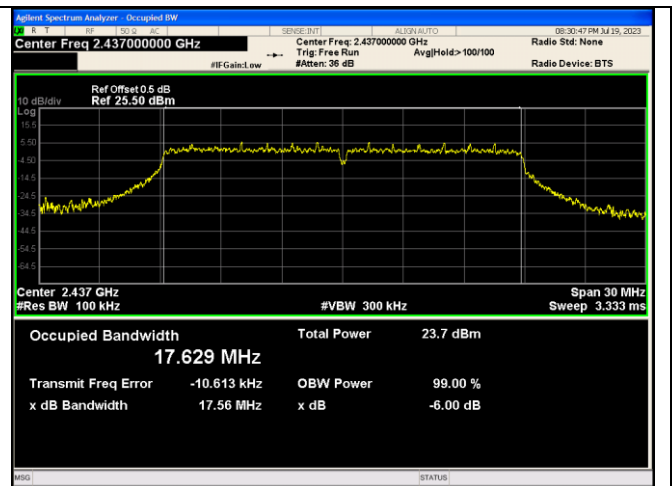 Agilent Spectrum Analyzer - Occupied BW
R T RF 50 Ω AC SENSE:INT ALIGNAUTO 08:30:47 PM Jul 19, 2023
Center Freq 2.437000000 GHz Center Freq: 2.437000000 GHz Radio Std: None
Trig: Free Run Avg|Hold:> 100/100
#IFGain:Low #Atten: 36 dB Radio Device: BTS
Ref Offset 0.5 dB
10 dB/div Ref 25.50 dBm
Log
15.5
5.50
-4.50
-14.5
-24.5
-34.5
-44.5
-54.5
-64.5
Center 2.437 GHz Span 30 MHz
#Res BW 100 kHz #VBW 300 kHz Sweep 3.333 ms
Occupied Bandwidth Total Power 23.7 dBm
17.629 MHz
Transmit Freq Error -10.613 kHz OBW Power 99.00 %
x dB Bandwidth 17.56 MHz x dB -6.00 dB
MSG STATUS